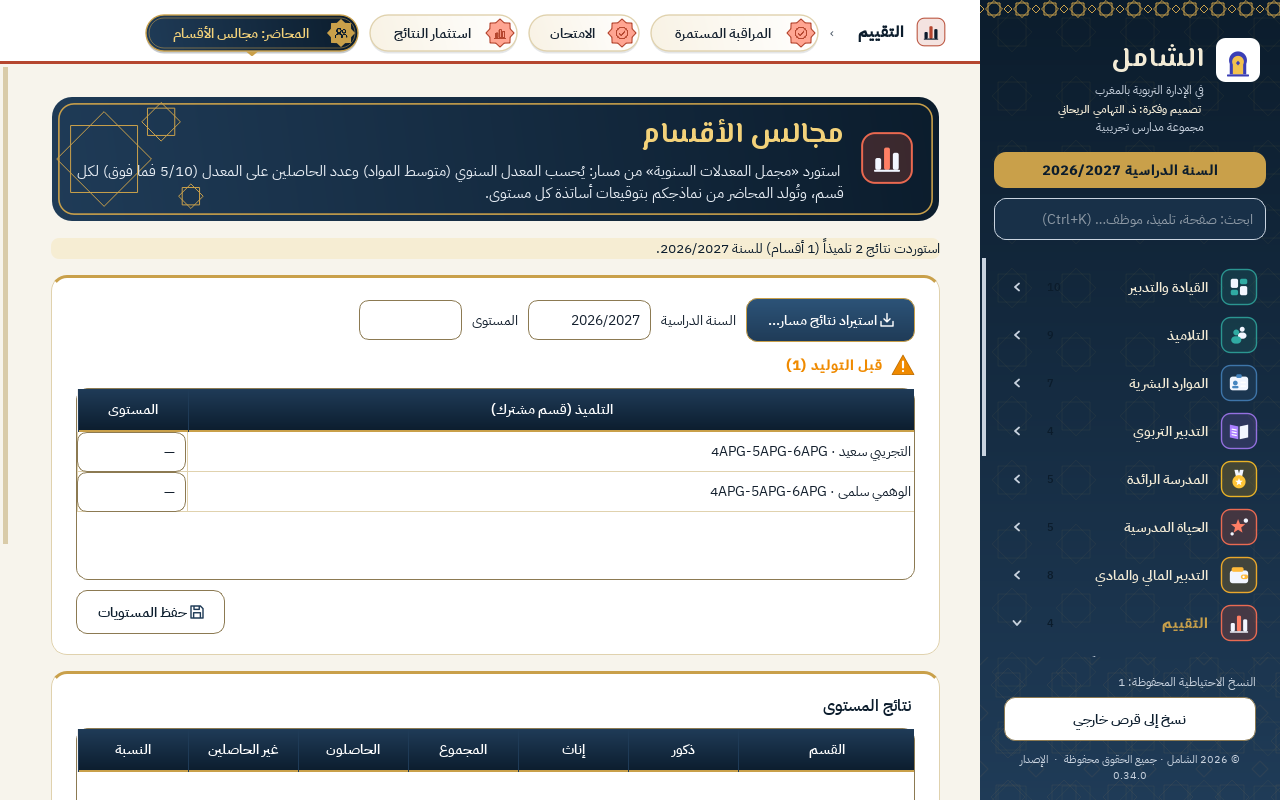 الشامل
في الإدارة التربوية بالمغرب
تصميم وفكرة: ذ. التهامي الريحاني
مجموعة مدارس تجريبية
السنة الدراسية 2026/2027
ابحث: صفحة، تلميذ، موظف... (Ctrl+K)
القيادة والتدبير 10
التلاميذ 9
الموارد البشرية 7
التدبير التربوي 4
المدرسة الرائدة 5
الحياة المدرسية 5
التدبير المالي والمادي 8
التقييم 4
النسخ الاحتياطية المحفوظة: 1
نسخ إلى قرص خارجي
© 2026 الشامل · جميع الحقوق محفوظة · الإصدار
0.34.0
التقييم ‹ المراقبة المستمرة الامتحان استثمار النتائج المحاضر: مجالس الأقسام
مجالس الأقسام
استورد «مجمل المعدلات السنوية» من مسار: يُحسب المعدل السنوي (متوسط المواد) وعدد الحاصلين على المعدل (5/10 فما فوق) لكل
قسم، وتُولد المحاضر من نماذجكم بتوقيعات أساتذة كل مستوى.
استوردت نتائج 2 تلميذاً (1 أقسام) للسنة 2026/2027.
استيراد نتائج مسار... السنة الدراسية 2026/2027 المستوى
قبل التوليد (1)
التلميذ (قسم مشترك) المستوى
التجريبي سعيد · 4APG-5APG-6APG —
الوهمي سلمى · 4APG-5APG-6APG —
حفظ المستويات
نتائج المستوى
القسم ذكور إناث المجموع الحاصلون غير الحاصلين النسبة